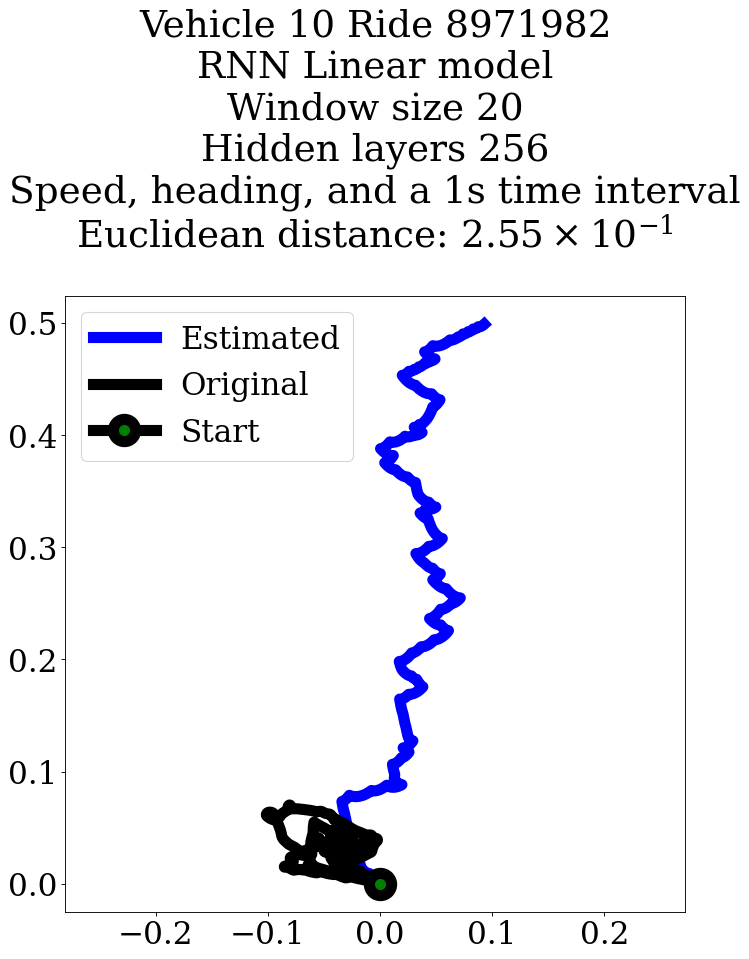 Vehicle 10 Ride 8971982
RNN Linear model
Window size 20
Hidden layers 256
Speed, heading, and a 1s time interval
Euclidean distance: 2.55 × 10⁻¹
Estimated
Original
Start
0.5
0.4
0.3
0.2
0.1
0.0
−0.2 −0.1 0.0 0.1 0.2